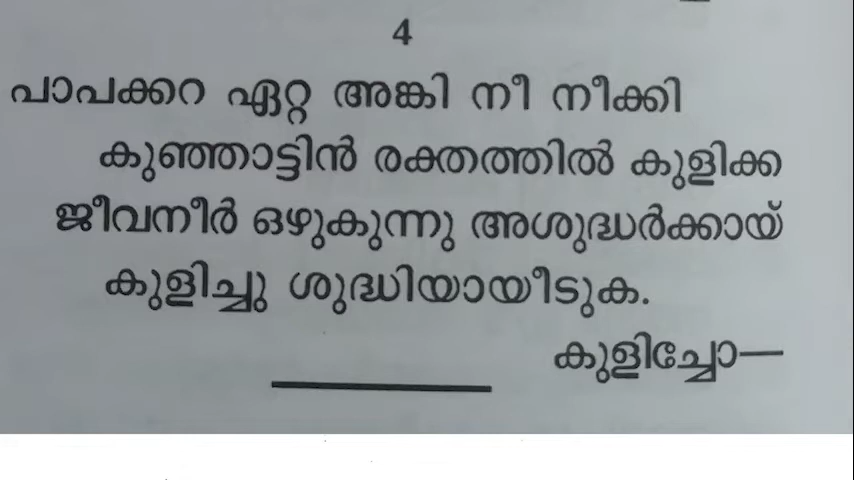 4
പാപക്കറ ഏറ്റ അങ്കി നീ നീക്കി
കുഞ്ഞാട്ടിൻ രക്തത്തിൽ കുളിക്ക
ജീവനീർ ഒഴുകുന്നു അശുദ്ധർക്കായ്
കുളിച്ചു ശുദ്ധിയായീടുക.
കുളിച്ചോ—